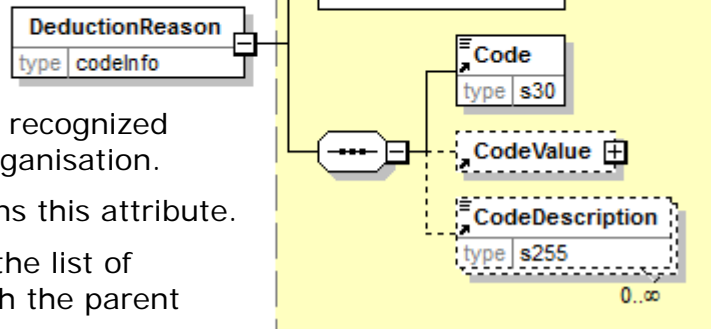 DeductionReason
type codeInfo
Code
type s30
recognized
ganisation.
CodeValue
ns this attribute.
CodeDescription
type s255
the list of
0..∞
h the parent